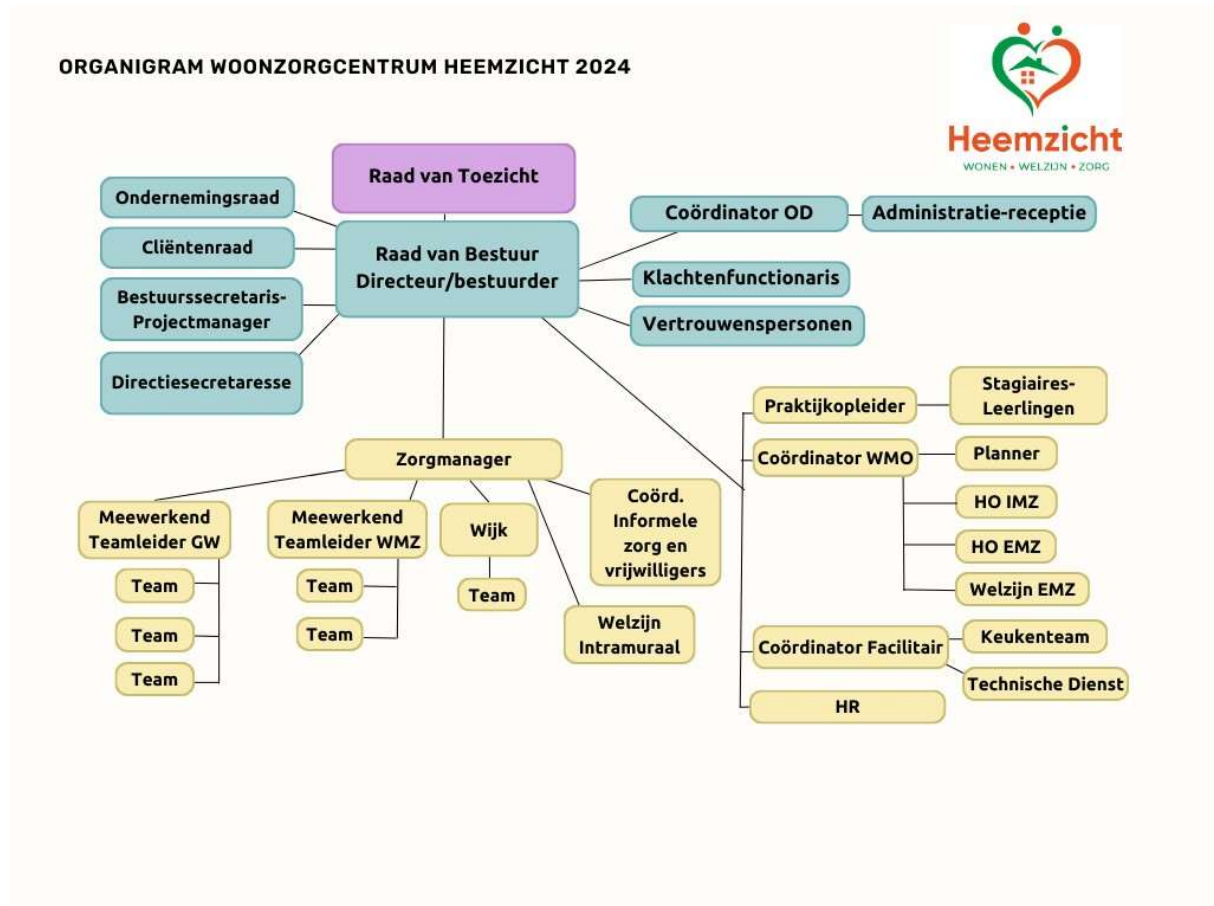 ORGANIGRAM WOONZORGCENTRUM HEEMZICHT 2024
Heemzicht
WONEN • WELZIJN • ZORG
Raad van Toezicht
Ondernemingsraad
Cliëntenraad
Bestuurssecretaris-
Projectmanager
Directiesecretaresse
Raad van Bestuur
Directeur/bestuurder
Coördinator OD
Administratie-receptie
Klachtenfunctionaris
Vertrouwenspersonen
Zorgmanager
Meewerkend
Teamleider GW
Team
Team
Team
Meewerkend
Teamleider WMZ
Team
Team
Wijk
Team
Coörd.
Informele
zorg en
vrijwilligers
Welzijn
Intramuraal
Praktijkopleider
Stagiaires-
Leerlingen
Coördinator WMO
Planner
HO IMZ
HO EMZ
Welzijn EMZ
Coördinator Facilitair
Keukenteam
Technische Dienst
HR